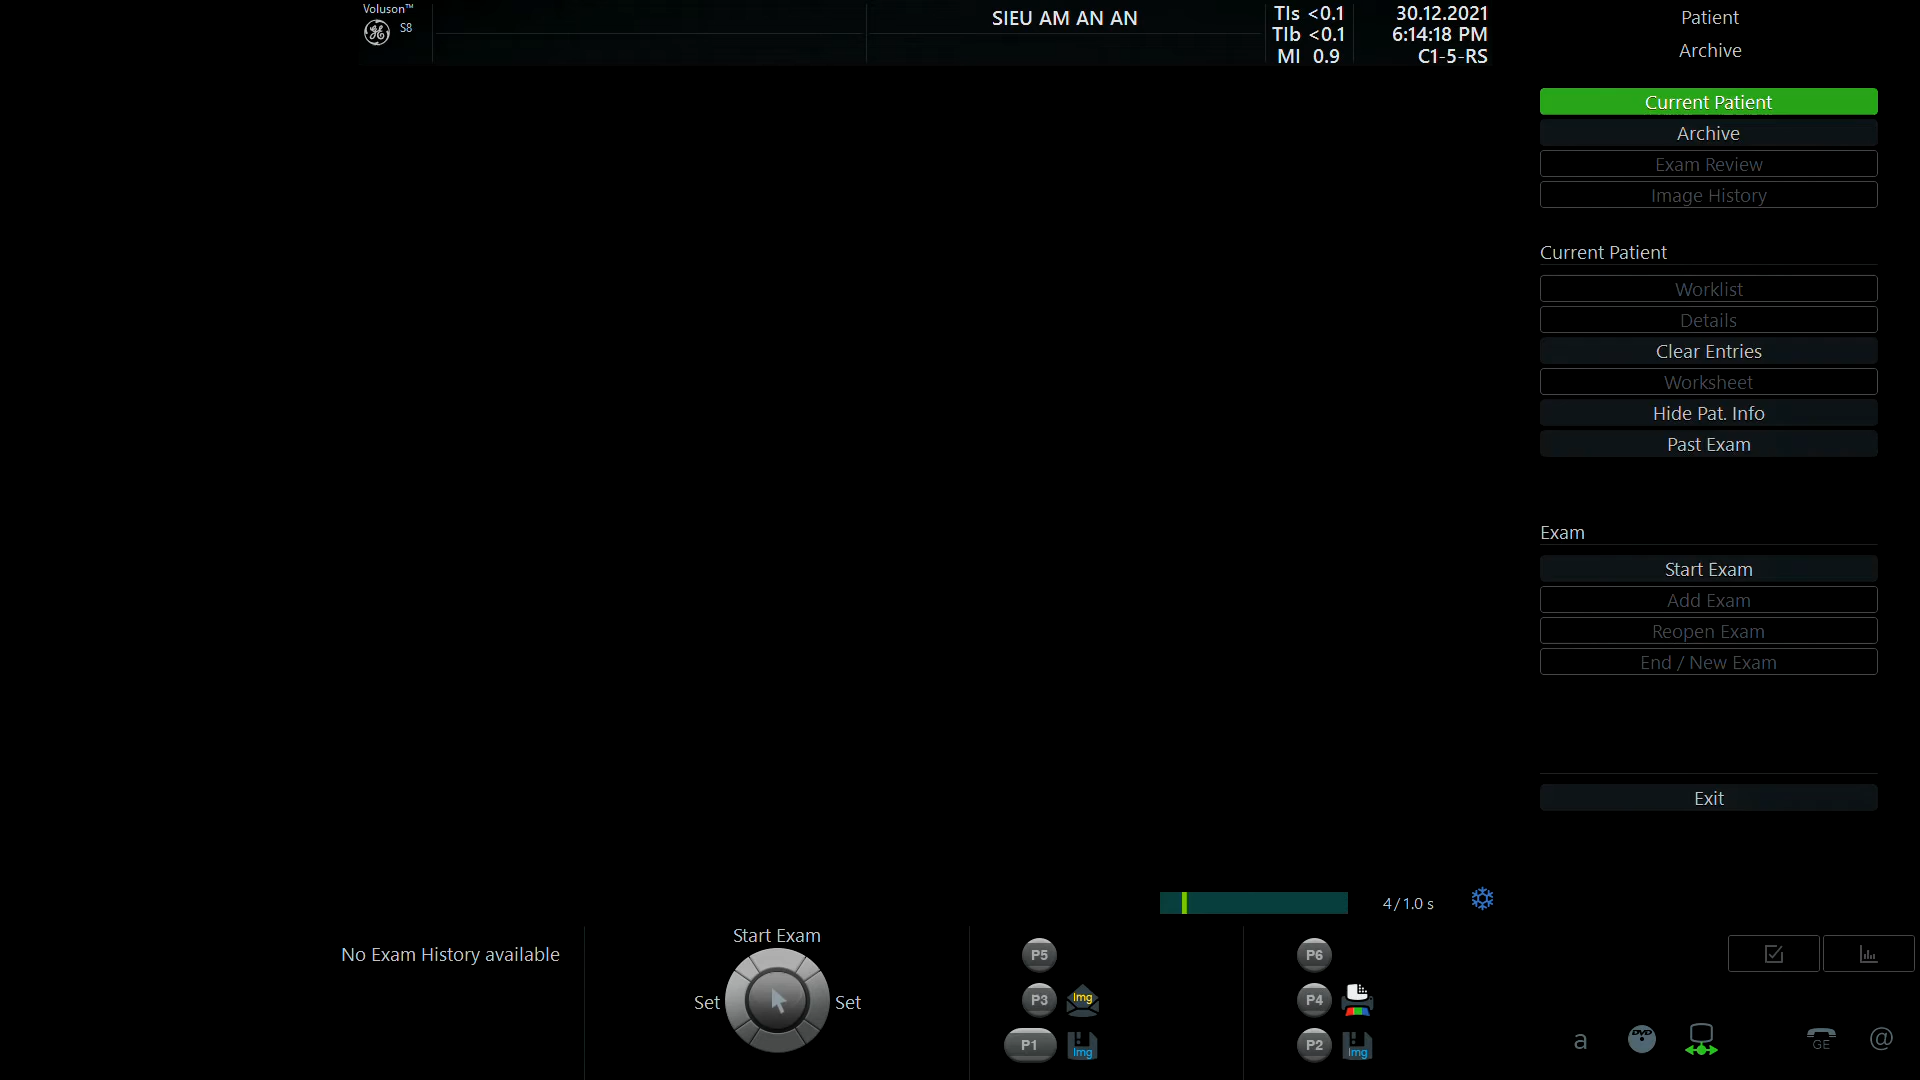 Voluson™
S8
SIEU AM AN AN
TIs <0.1
TIb <0.1
MI 0.9
30.12.2021
6:14:18 PM
C1-5-RS
Patient
Archive
Current Patient
Archive
Exam Review
Image History
Current Patient
Worklist
Details
Clear Entries
Worksheet
Hide Pat. Info
Past Exam
Exam
Start Exam
Add Exam
Reopen Exam
End / New Exam
Exit
4/1.0 s
No Exam History available
Start Exam
Set
Set
P5
P3
Img
P1
Img
P6
P4
P2
Img
a
DVD
GE
@